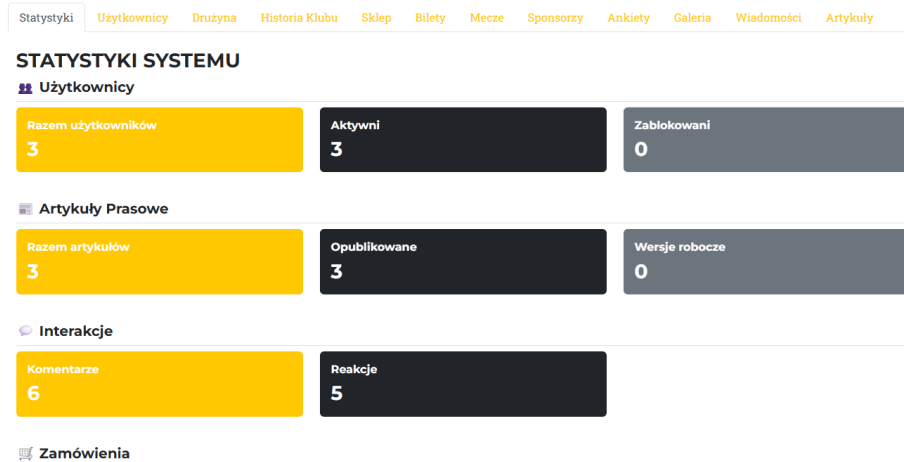 Statystyki Użytkownicy Drużyna Historia Klubu Sklep Bilety Mecze Sponsorzy Ankiety Galeria Wiadomości Artykuły
STATYSTYKI SYSTEMU
Użytkownicy
Razem użytkowników Aktywni Zablokowani
3 3 0
Artykuły Prasowe
Razem artykułów Opublikowane Wersje robocze
3 3 0
Interakcje
Komentarze Reakcje
6 5
Zamówienia